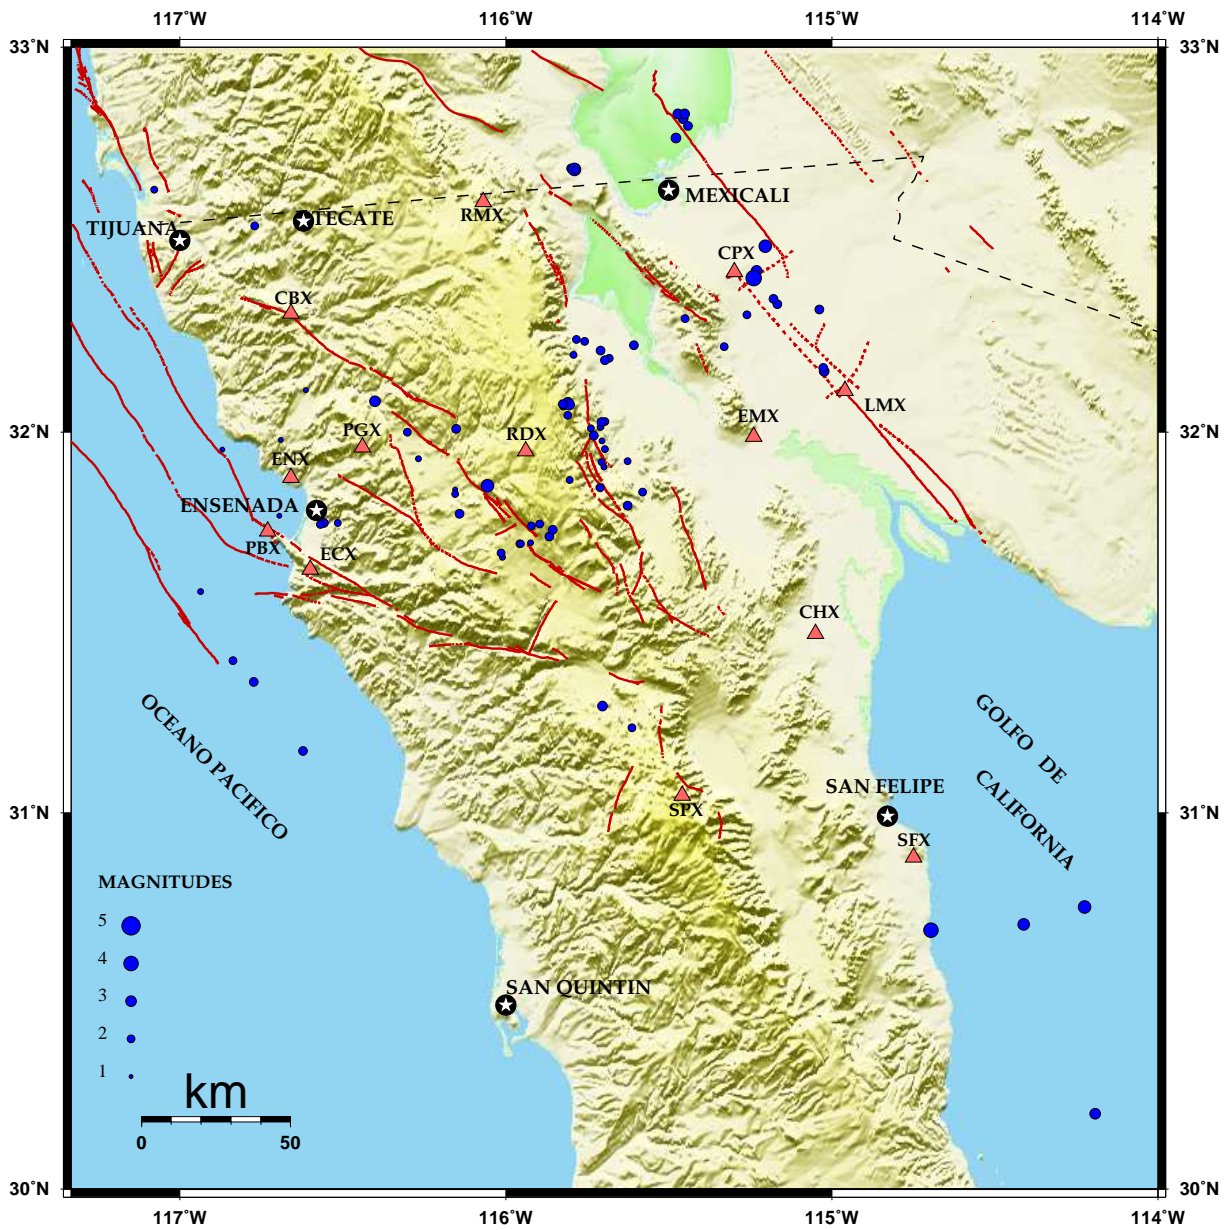 117°W 116°W 115°W 114°W
33°N 33°N
MEXICALI
RMX
TECATE
TIJUANA
CPX
CBX
LMX
EMX
PGX
RDX
32°N 32°N
ENX
ENSENADA
PBX
ECX
CHX
OCEANO PACIFICO
GOLFO DE
CALIFORNIA
SAN FELIPE
SPX
31°N 31°N
SFX
MAGNITUDES
5
4
3
2
1
SAN QUINTIN
km
0 50
30°N 30°N
117°W 116°W 115°W 114°W